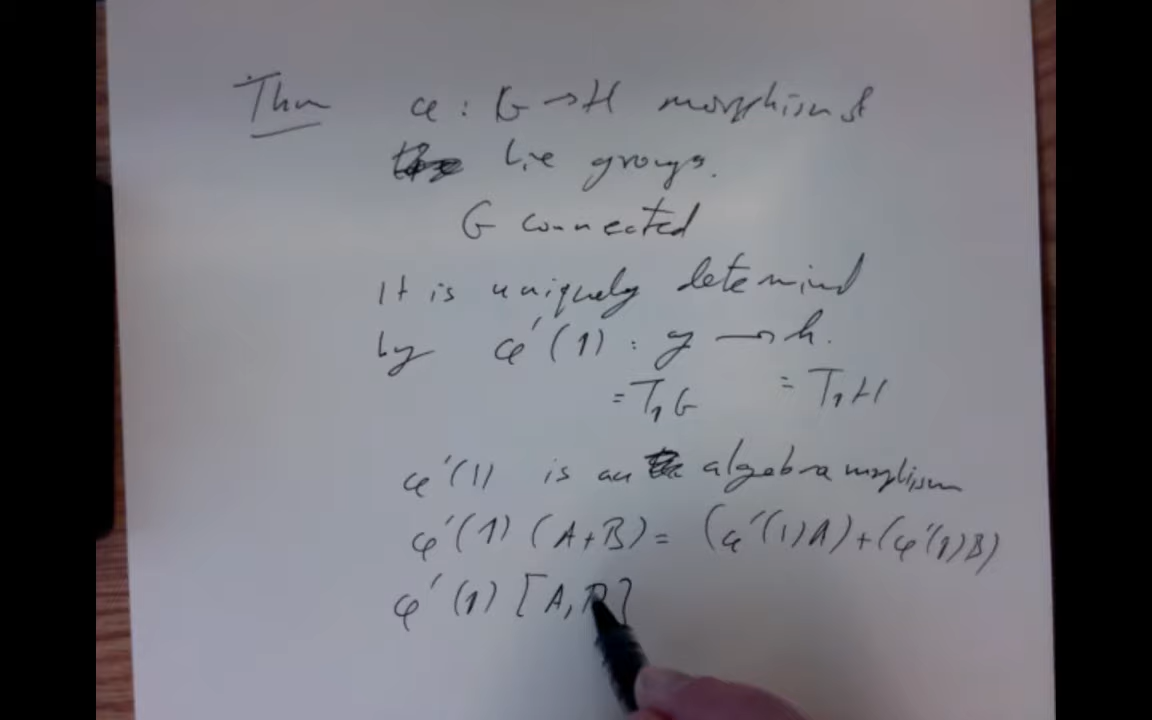 Thm φ : G → H morphism of
Lie groups.
G connected
It is uniquely determind
by φ'(1) : g → h.
= T₁G = T₁H
φ'(1) is an algebra morphism
φ'(1) (A+B) = (φ'(1)A) + (φ'(1)B)
φ'(1) [A, B]